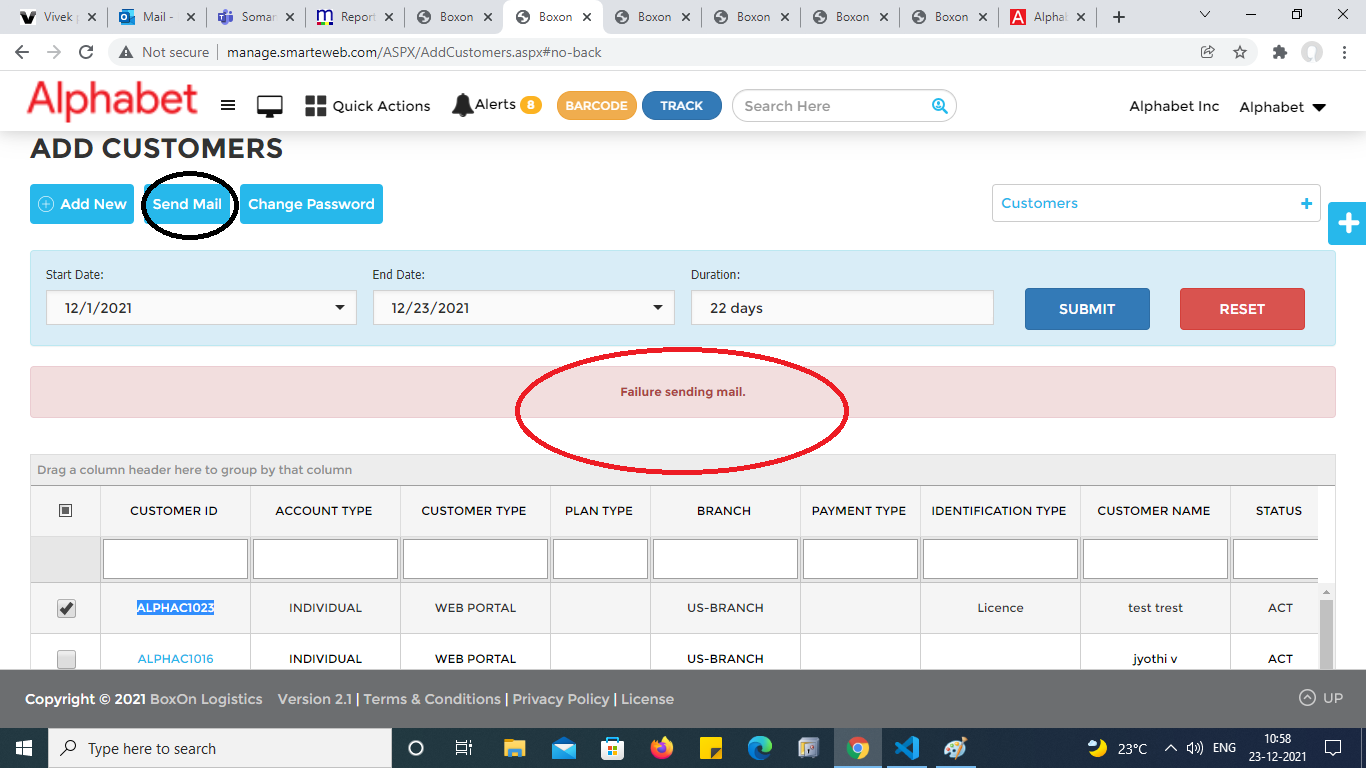 Vivek
Mail -
Soman
Report
Boxon
Boxon
Boxon
Boxon
Boxon
Boxon
Alphab
Not secure
manage.smarteweb.com/ASPX/AddCustomers.aspx#no-back
Alphabet
Quick Actions
Alerts 8
BARCODE
TRACK
Search Here
Alphabet Inc
Alphabet
ADD CUSTOMERS
Add New
Send Mail
Change Password
Customers
Start Date:
End Date:
Duration:
12/1/2021
12/23/2021
22 days
SUBMIT
RESET
Failure sending mail.
Drag a column header here to group by that column
CUSTOMER ID ACCOUNT TYPE CUSTOMER TYPE PLAN TYPE BRANCH PAYMENT TYPE IDENTIFICATION TYPE CUSTOMER NAME STATUS
ALPHAC1023 INDIVIDUAL WEB PORTAL US-BRANCH Licence test trest ACT
ALPHAC1016 INDIVIDUAL WEB PORTAL US-BRANCH jyothi v ACT
Copyright © 2021 BoxOn Logistics Version 2.1 | Terms & Conditions | Privacy Policy | License
UP
Type here to search
23°C
ENG
10:58
23-12-2021